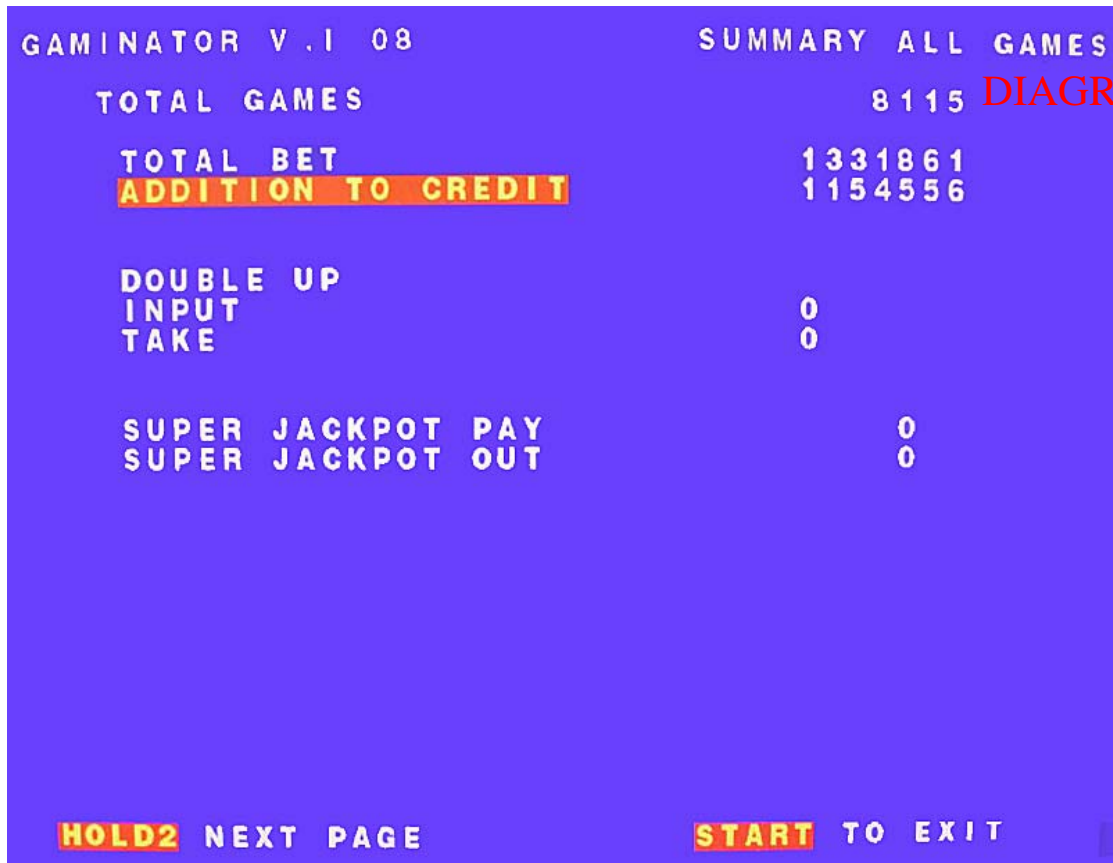 GAMINATOR V.I 08 SUMMARY ALL GAMES
TOTAL GAMES 8115 DIAGR
TOTAL BET 1331861
ADDITION TO CREDIT 1154556
DOUBLE UP
INPUT 0
TAKE 0
SUPER JACKPOT PAY 0
SUPER JACKPOT OUT 0
HOLD2 NEXT PAGE START TO EXIT